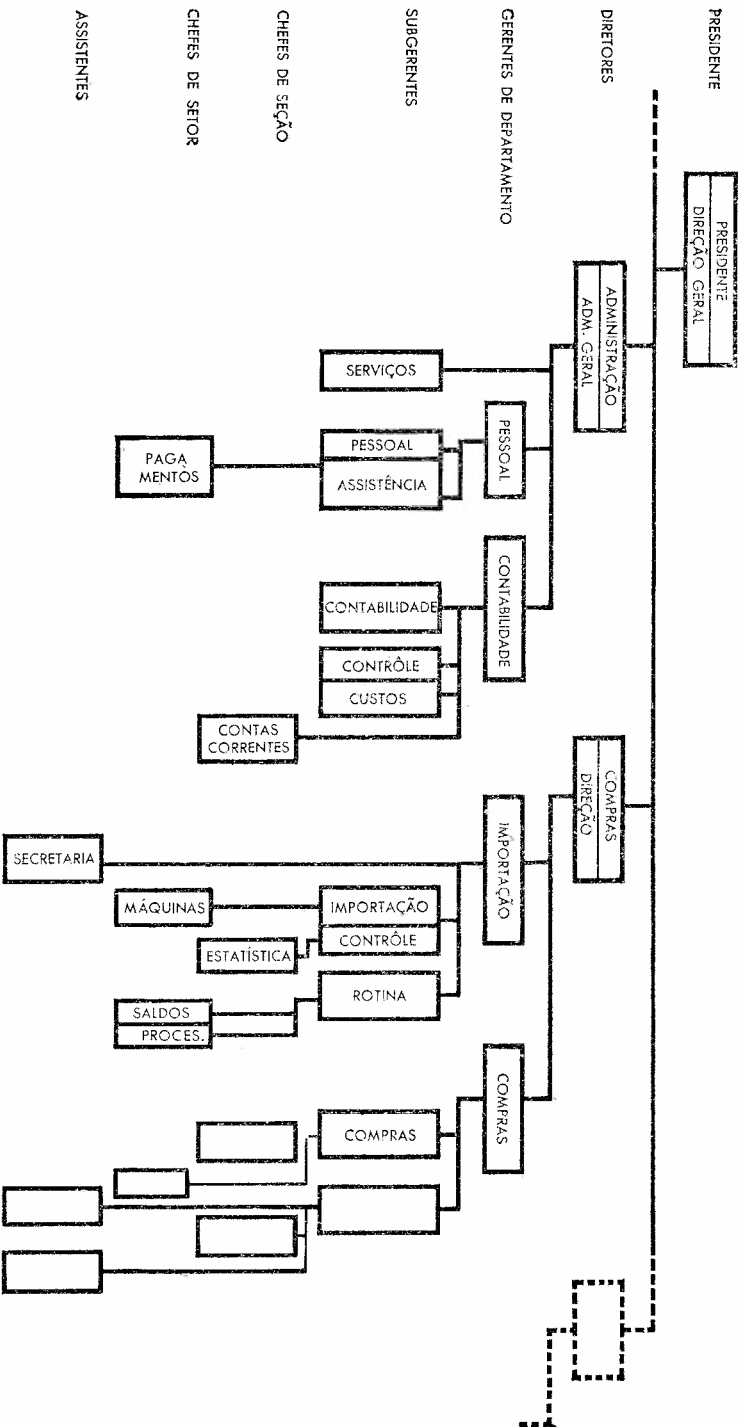 PRESIDENTE
DIRETORES
GERENTES DE DEPARTAMENTO
SUBGERENTES
CHEFES DE SEÇÃO
CHEFES DE SETOR
ASSISTENTES
PRESIDENTE
DIREÇÃO GERAL
ADMINISTRAÇÃO
ADM. GERAL
COMPRAS
DIREÇÃO
PESSOAL
CONTABILIDADE
IMPORTAÇÃO
COMPRAS
SERVIÇOS
PESSOAL
ASSISTÊNCIA
PAGA
MENTOS
CONTABILIDADE
CONTRÔLE
CUSTOS
CONTAS
CORRENTES
SECRETARIA
MÁQUINAS
IMPORTAÇÃO
CONTRÔLE
ESTATÍSTICA
ROTINA
SALDOS
PROCES.
COMPRAS